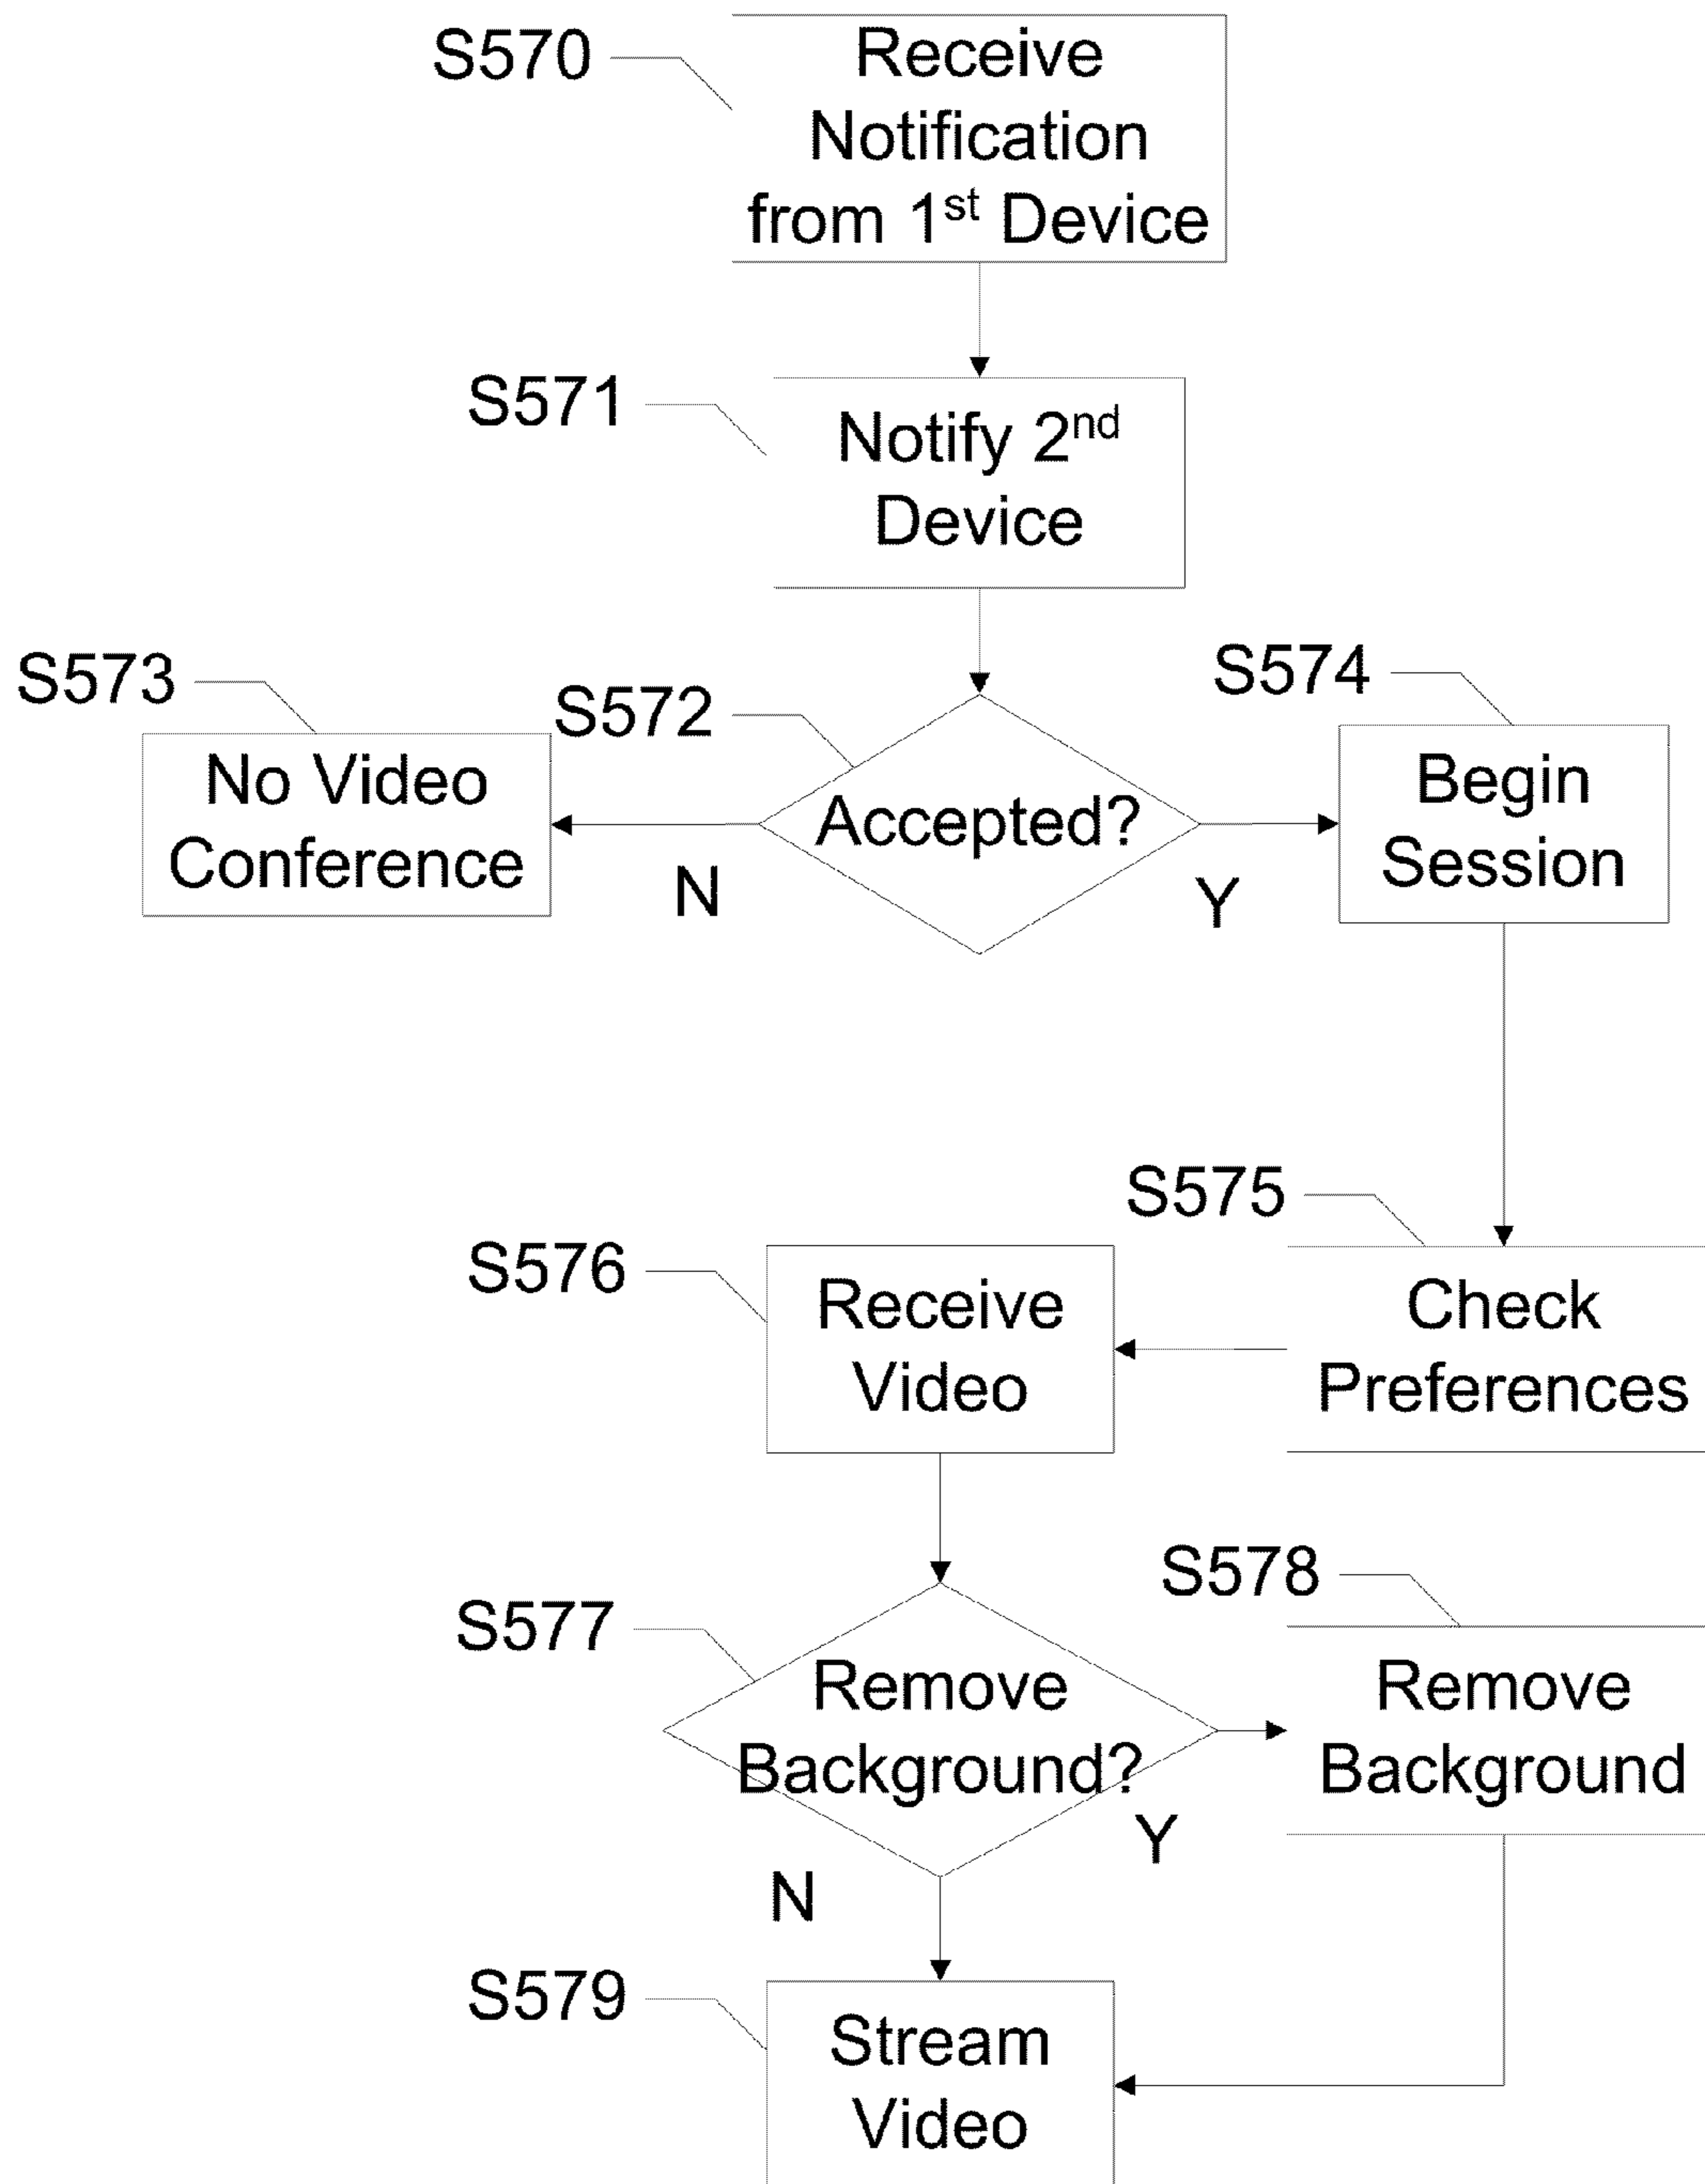 S570
Receive
Notification
from 1st Device
S571
Notify 2nd
Device
S573
No Video
Conference
S572
Accepted?
N
Y
S574
Begin
Session
S575
Check
Preferences
S576
Receive
Video
S577
Remove
Background?
Y
N
S578
Remove
Background
S579
Stream
Video